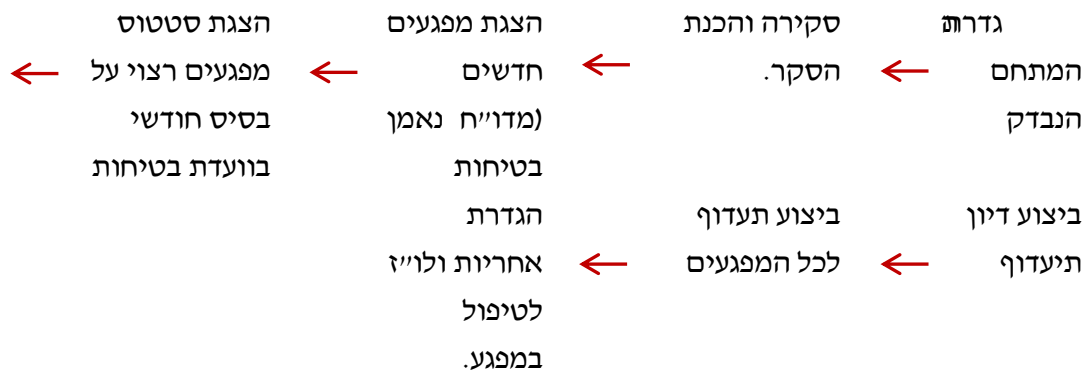 גדרת
המתחם
הנבדק
סקירה והכנת
הסקר.
הצגת מפגעים
חדשים
(מדו״ח נאמן
בטיחות
הצגת סטטוס
מפגעים רצוי על
בסיס חודשי
בוועדת בטיחות
ביצוע דיון
תיעדוף
ביצוע תעדוף
לכל המפגעים
הגדרת
אחריות ולו״ז
לטיפול
במפגע.